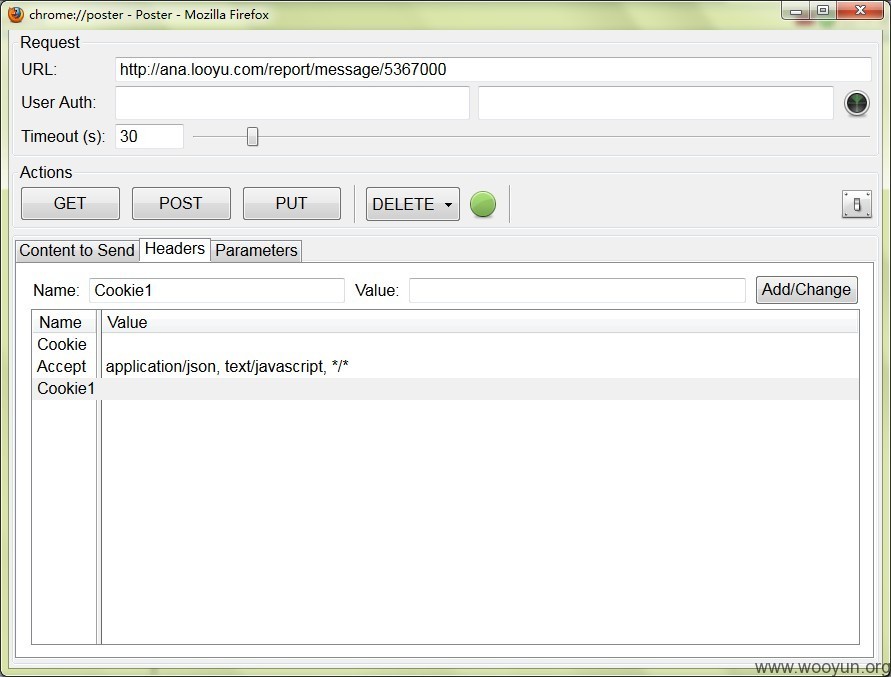 chrome://poster - Poster - Mozilla Firefox
Request
URL: http://ana.looyu.com/report/message/5367000
User Auth:
Timeout (s): 30
Actions
GET POST PUT DELETE
Content to Send Headers Parameters
Name: Cookie1 Value: Add/Change
Name Value
Cookie
Accept application/json, text/javascript, */*
Cookie1
www.wooyun.org